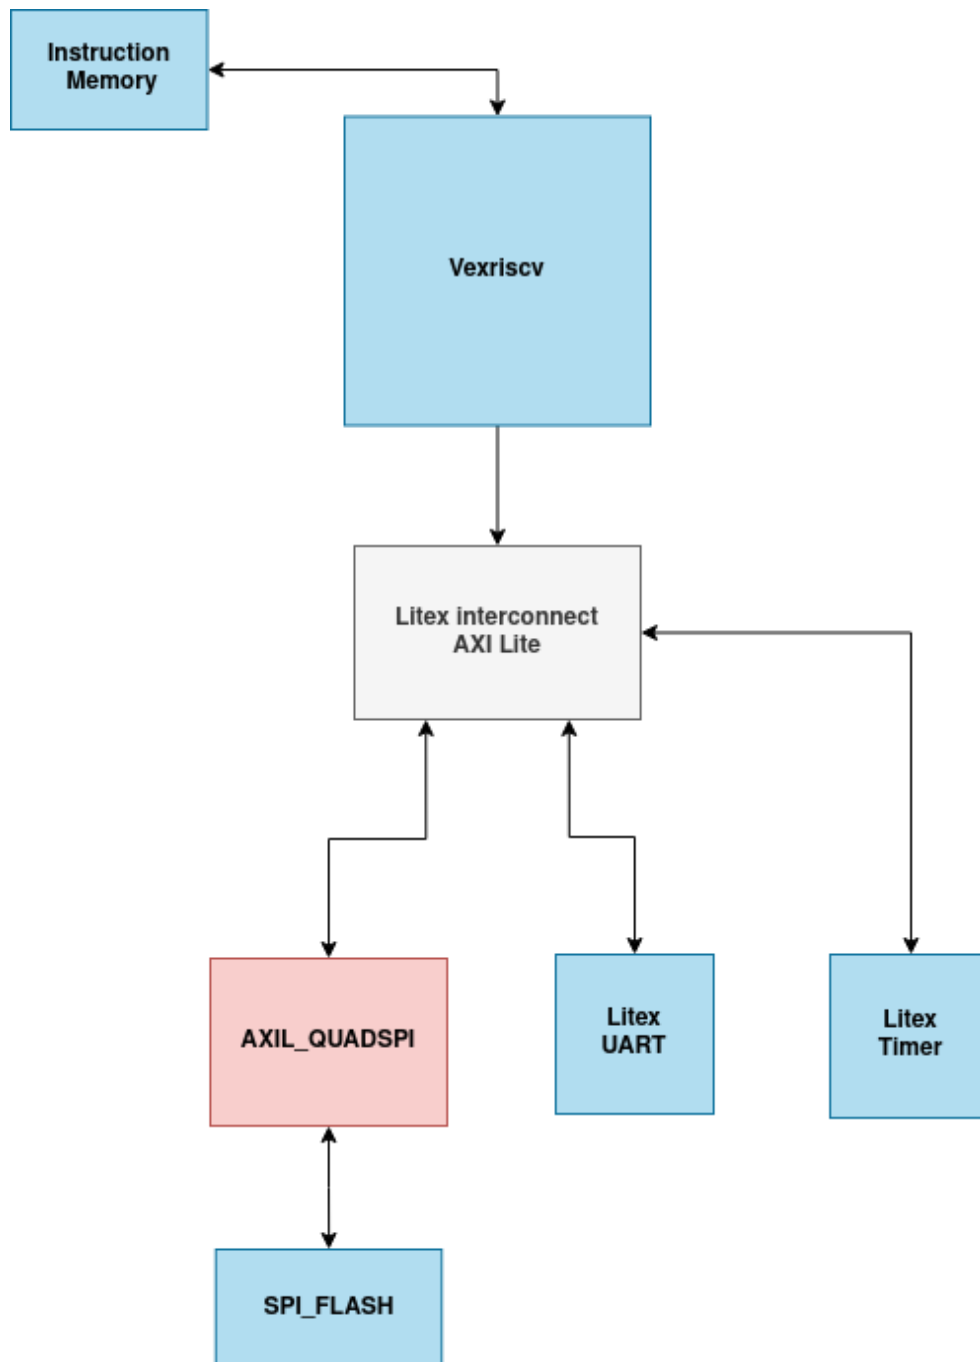 Instruction
Memory
Vexriscv
Litex interconnect
AXI Lite
AXIL_QUADSPI
Litex
UART
Litex
Timer
SPI_FLASH